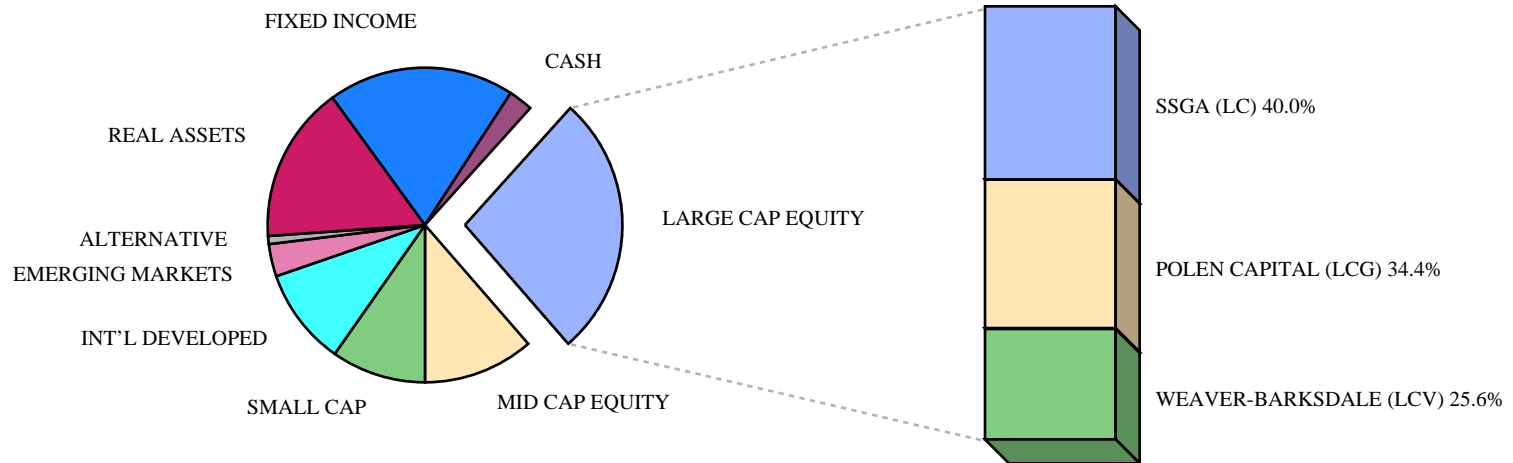 FIXED INCOME
CASH
REAL ASSETS
ALTERNATIVE
EMERGING MARKETS
INT'L DEVELOPED
SMALL CAP
MID CAP EQUITY
LARGE CAP EQUITY
SSGA (LC) 40.0%
POLEN CAPITAL (LCG) 34.4%
WEAVER-BARKSDALE (LCV) 25.6%